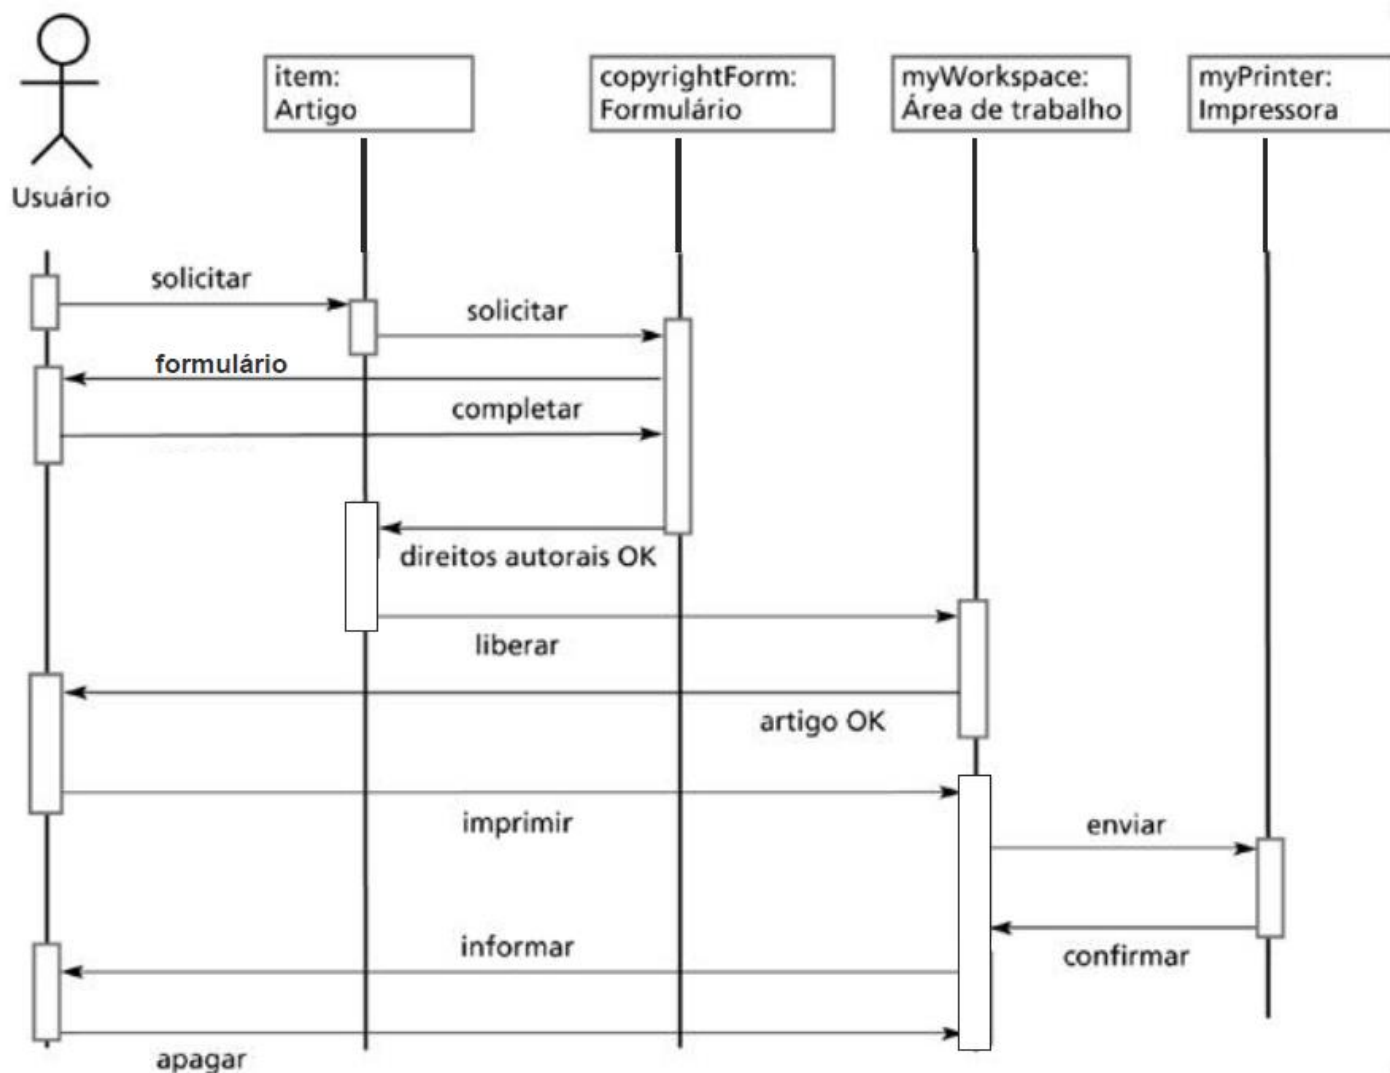 item:
Artigo
copyrightForm:
Formulário
myWorkspace:
Área de trabalho
myPrinter:
Impressora
Usuário
solicitar
solicitar
formulário
completar
direitos autorais OK
liberar
artigo OK
imprimir
enviar
informar
confirmar
apagar